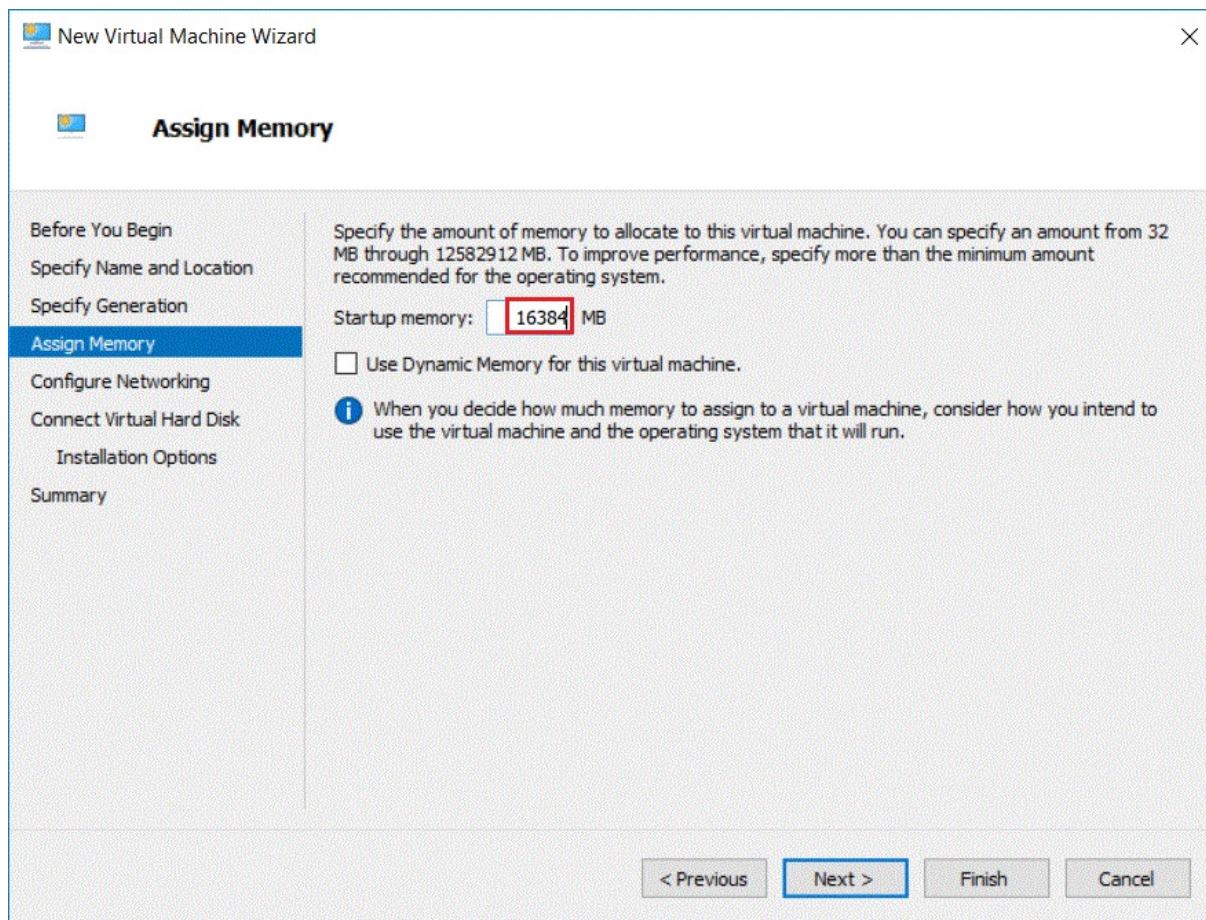 New Virtual Machine Wizard
Assign Memory
Before You Begin
Specify Name and Location
Specify Generation
Assign Memory
Configure Networking
Connect Virtual Hard Disk
Installation Options
Summary
Specify the amount of memory to allocate to this virtual machine. You can specify an amount from 32
MB through 12582912 MB. To improve performance, specify more than the minimum amount
recommended for the operating system.
Startup memory: 16384 MB
Use Dynamic Memory for this virtual machine.
When you decide how much memory to assign to a virtual machine, consider how you intend to
use the virtual machine and the operating system that it will run.
< Previous Next > Finish Cancel